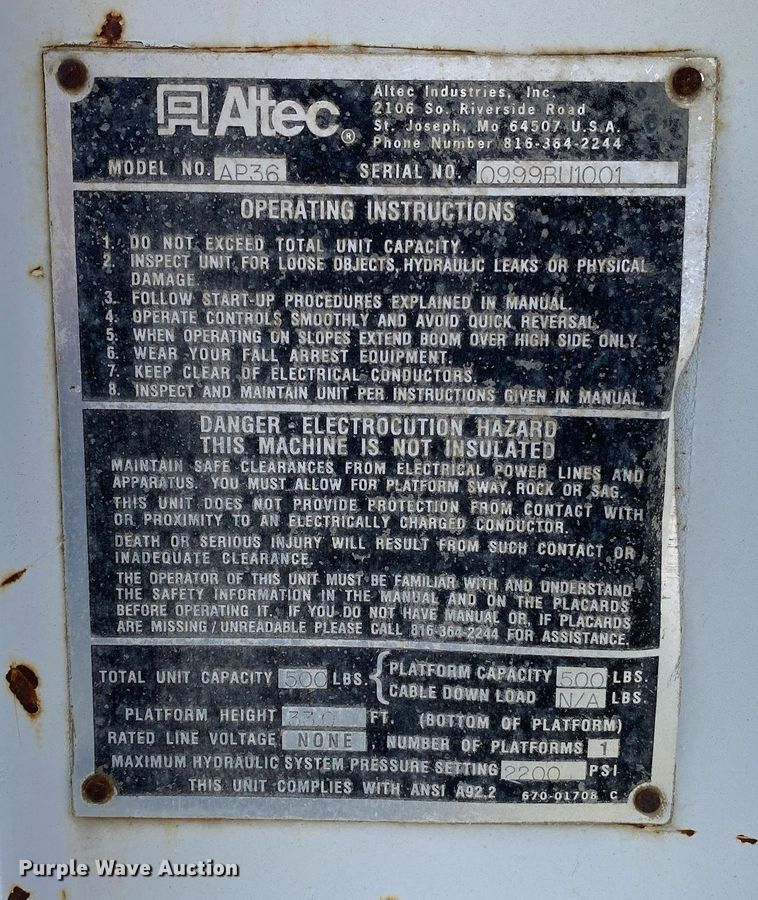 Altec®
Altec Industries, Inc.
2106 So. Riverside Road
St. Joseph, Mo 64507 U.S.A.
Phone Number 816-364-2244
MODEL NO. AP36 SERIAL NO. 0999BU1001
OPERATING INSTRUCTIONS
1. DO NOT EXCEED TOTAL UNIT CAPACITY.
2. INSPECT UNIT FOR LOOSE OBJECTS, HYDRAULIC LEAKS OR PHYSICAL
DAMAGE.
3. FOLLOW START-UP PROCEDURES EXPLAINED IN MANUAL.
4. OPERATE CONTROLS SMOOTHLY AND AVOID QUICK REVERSAL.
5. WHEN OPERATING ON SLOPES EXTEND BOOM OVER HIGH SIDE ONLY.
6. WEAR YOUR FALL ARREST EQUIPMENT.
7. KEEP CLEAR OF ELECTRICAL CONDUCTORS.
8. INSPECT AND MAINTAIN UNIT PER INSTRUCTIONS GIVEN IN MANUAL.
DANGER - ELECTROCUTION HAZARD
THIS MACHINE IS NOT INSULATED
MAINTAIN SAFE CLEARANCES FROM ELECTRICAL POWER LINES AND
APPARATUS. YOU MUST ALLOW FOR PLATFORM SWAY, ROCK OR SAG.
THIS UNIT DOES NOT PROVIDE PROTECTION FROM CONTACT WITH
OR PROXIMITY TO AN ELECTRICALLY CHARGED CONDUCTOR.
DEATH OR SERIOUS INJURY WILL RESULT FROM SUCH CONTACT OR
INADEQUATE CLEARANCE.
THE OPERATOR OF THIS UNIT MUST BE FAMILIAR WITH AND UNDERSTAND
THE SAFETY INFORMATION IN THE MANUAL AND ON THE PLACARDS
BEFORE OPERATING IT. IF YOU DO NOT HAVE MANUAL OR, IF PLACARDS
ARE MISSING / UNREADABLE PLEASE CALL 816-364-2244 FOR ASSISTANCE.
TOTAL UNIT CAPACITY 500 LBS. { PLATFORM CAPACITY 500 LBS.
CABLE DOWN LOAD N/A LBS.
PLATFORM HEIGHT FT. (BOTTOM OF PLATFORM)
RATED LINE VOLTAGE NONE, NUMBER OF PLATFORMS 1
MAXIMUM HYDRAULIC SYSTEM PRESSURE SETTING 2200 PSI
THIS UNIT COMPLIES WITH ANSI A92.2 670-01708 C
Purple Wave Auction